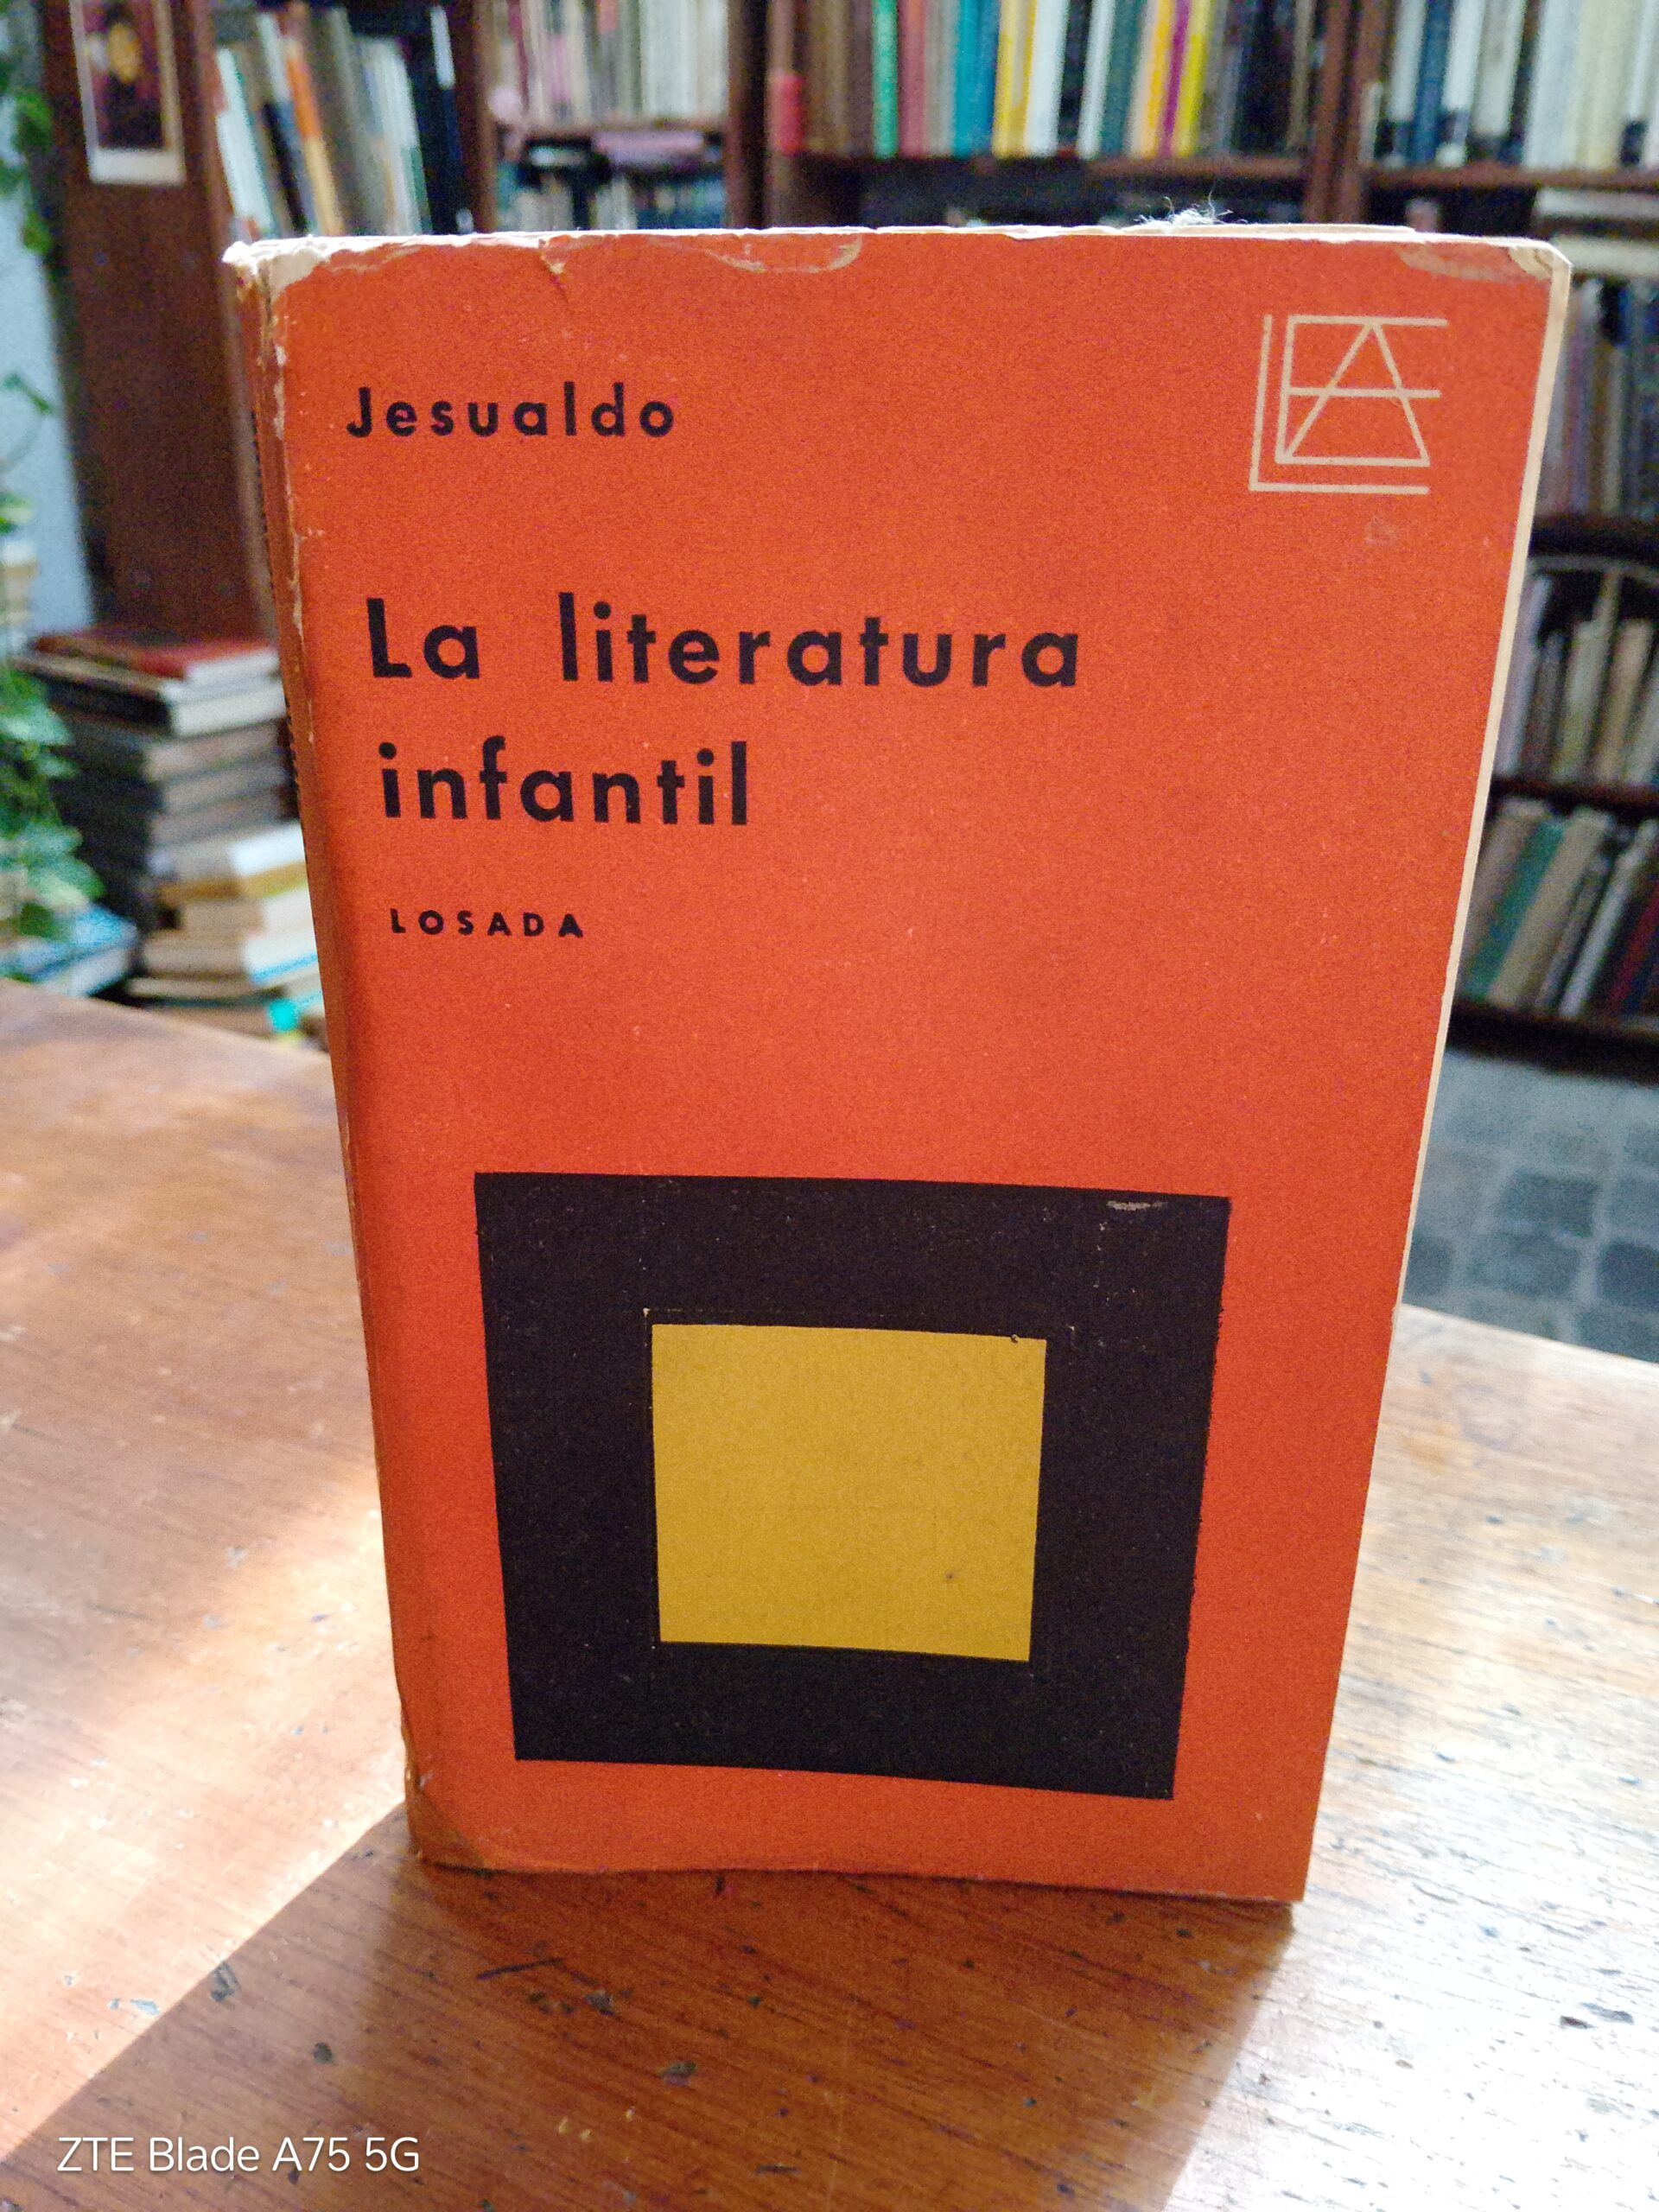 Jesualdo
La literatura
infantil
LOSADA
ZTE Blade A75 5G